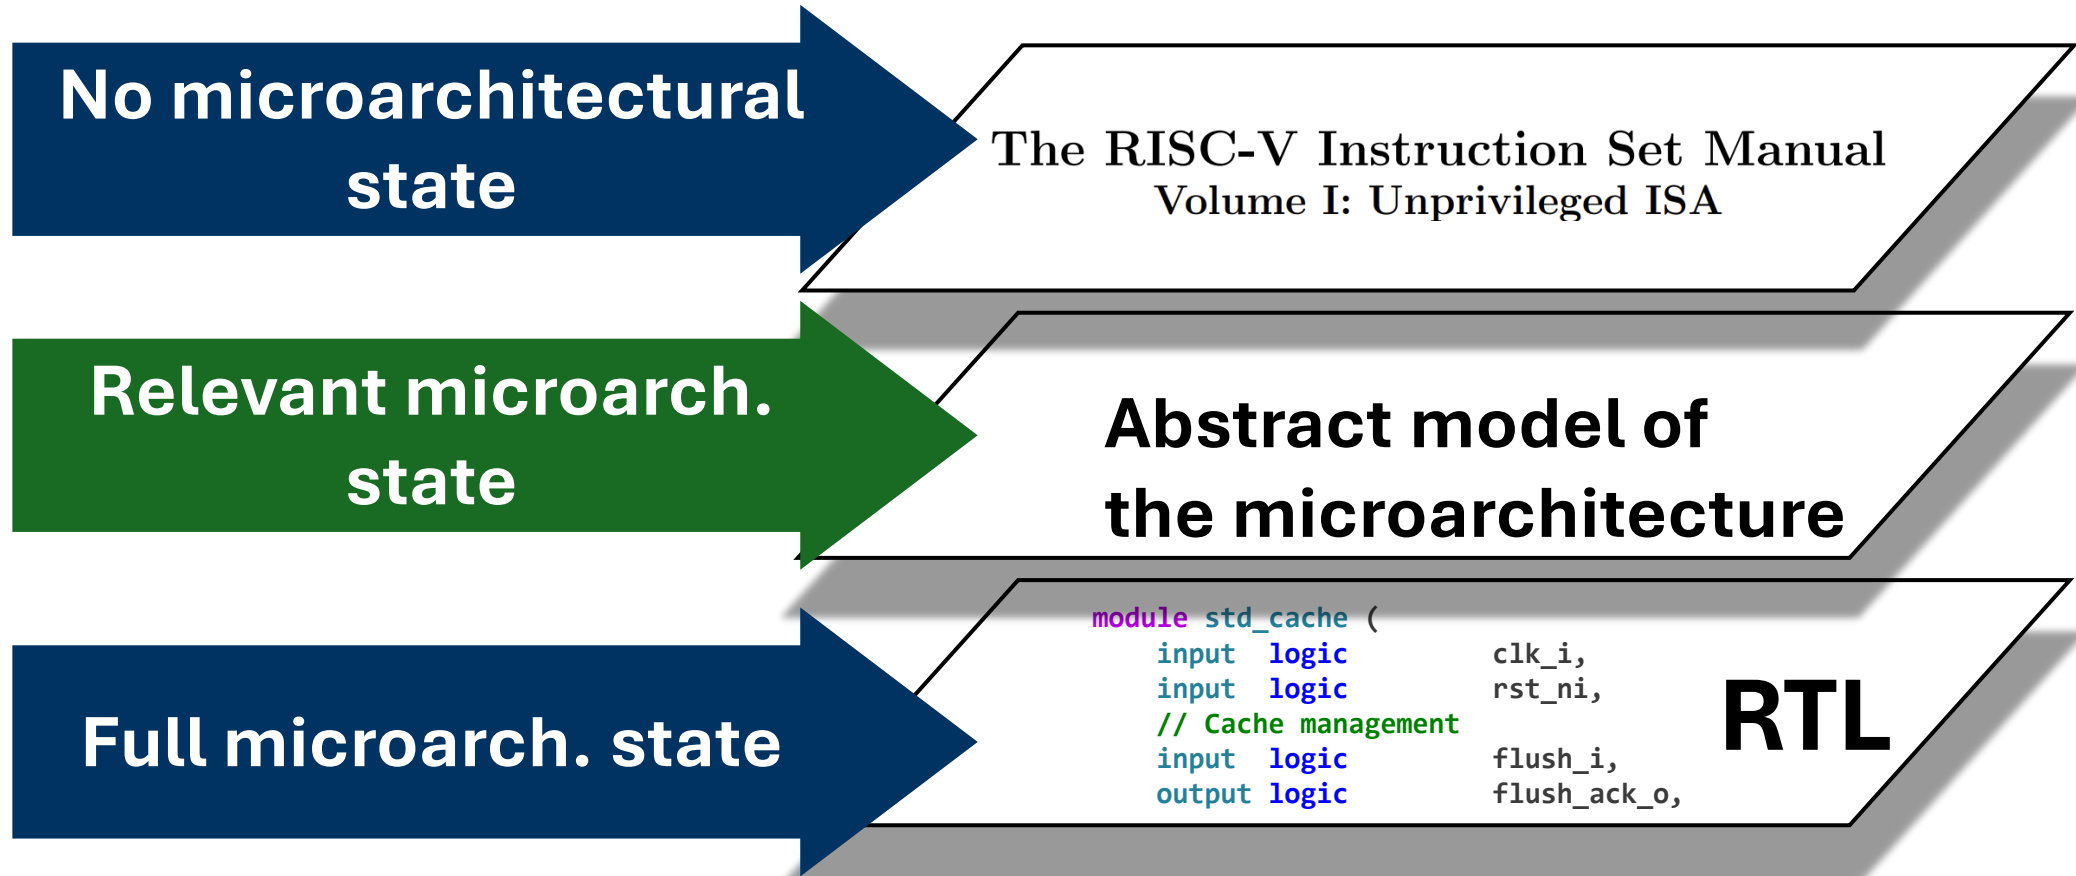 No microarchitectural
state
The RISC-V Instruction Set Manual
Volume I: Unprivileged ISA
Relevant microarch.
state
Abstract model of
the microarchitecture
Full microarch. state
module std_cache (
input logic clk_i,
input logic rst_ni,
// Cache management
input logic flush_i,
output logic flush_ack_o,
RTL